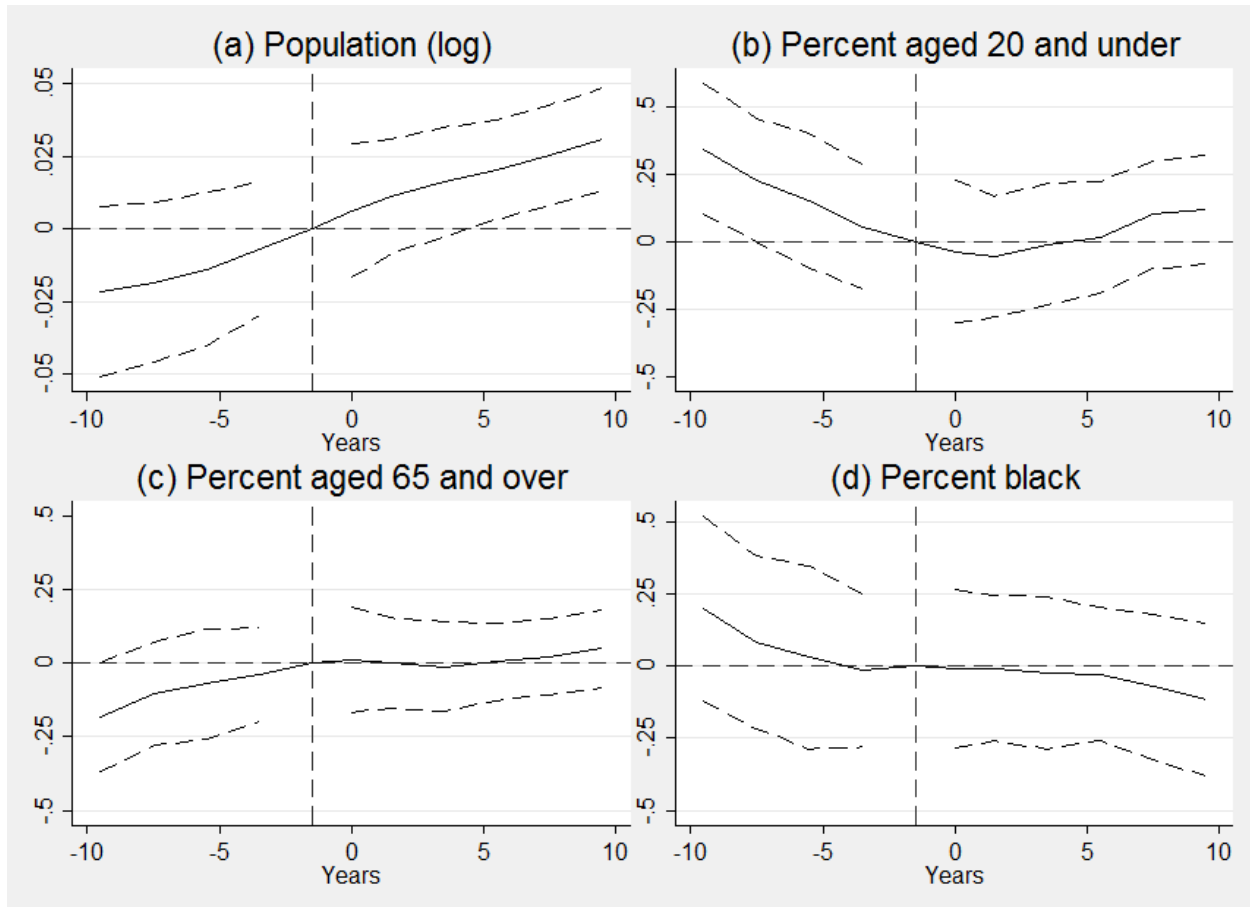 (a) Population (log)
.05
.025
0
-.025
-.05
-10 -5 0 5 10
Years
(b) Percent aged 20 and under
.5
.25
0
-.25
-.5
-10 -5 0 5 10
Years
(c) Percent aged 65 and over
.5
.25
0
-.25
-.5
-10 -5 0 5 10
Years
(d) Percent black
.5
.25
0
-.25
-.5
-10 -5 0 5 10
Years